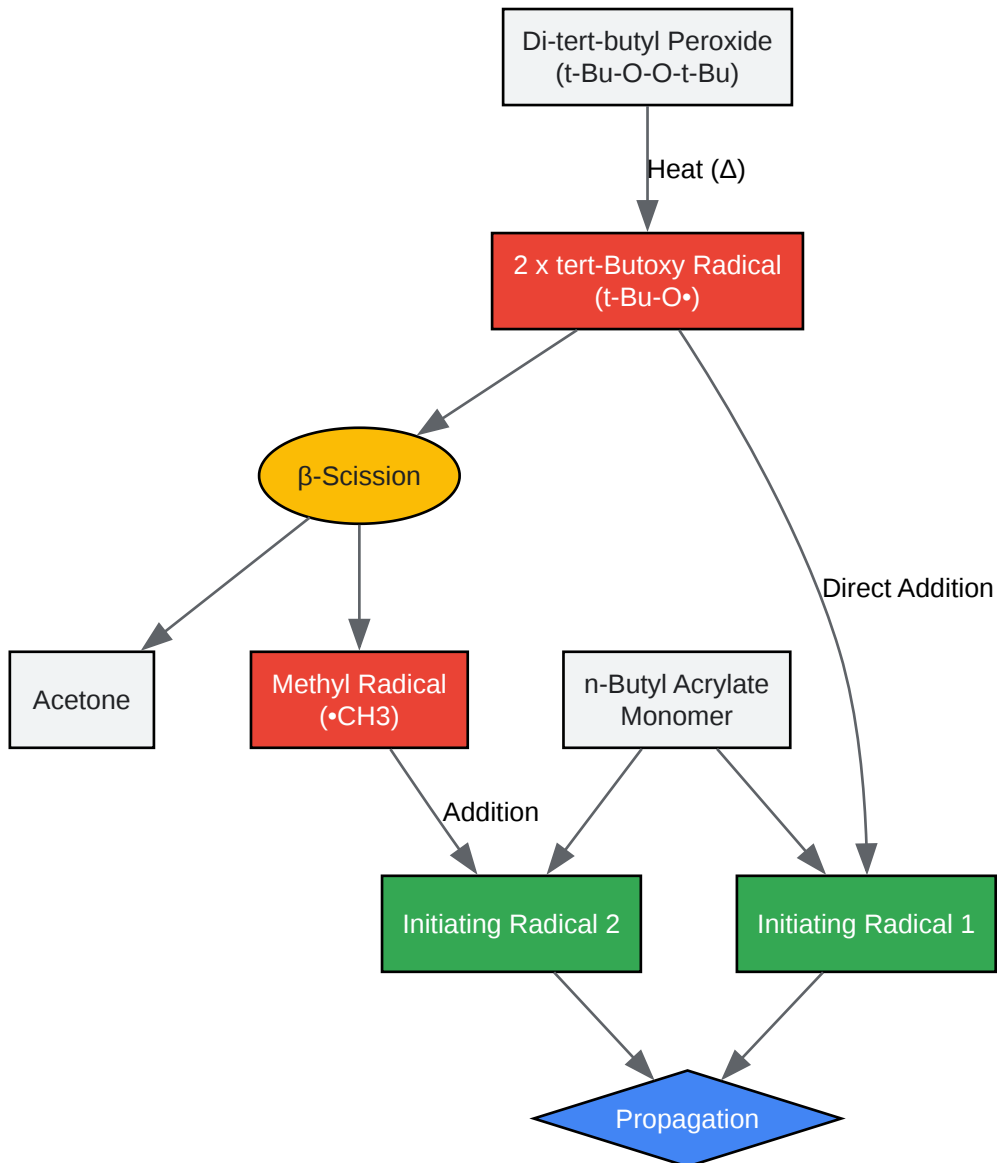 Di-tert-butyl Peroxide
(t-Bu-O-O-t-Bu)
Heat (Δ)
2 x tert-Butoxy Radical
(t-Bu-O•)
β-Scission
Direct Addition
Acetone
Methyl Radical
(•CH3)
n-Butyl Acrylate
Monomer
Addition
Initiating Radical 2
Initiating Radical 1
Propagation